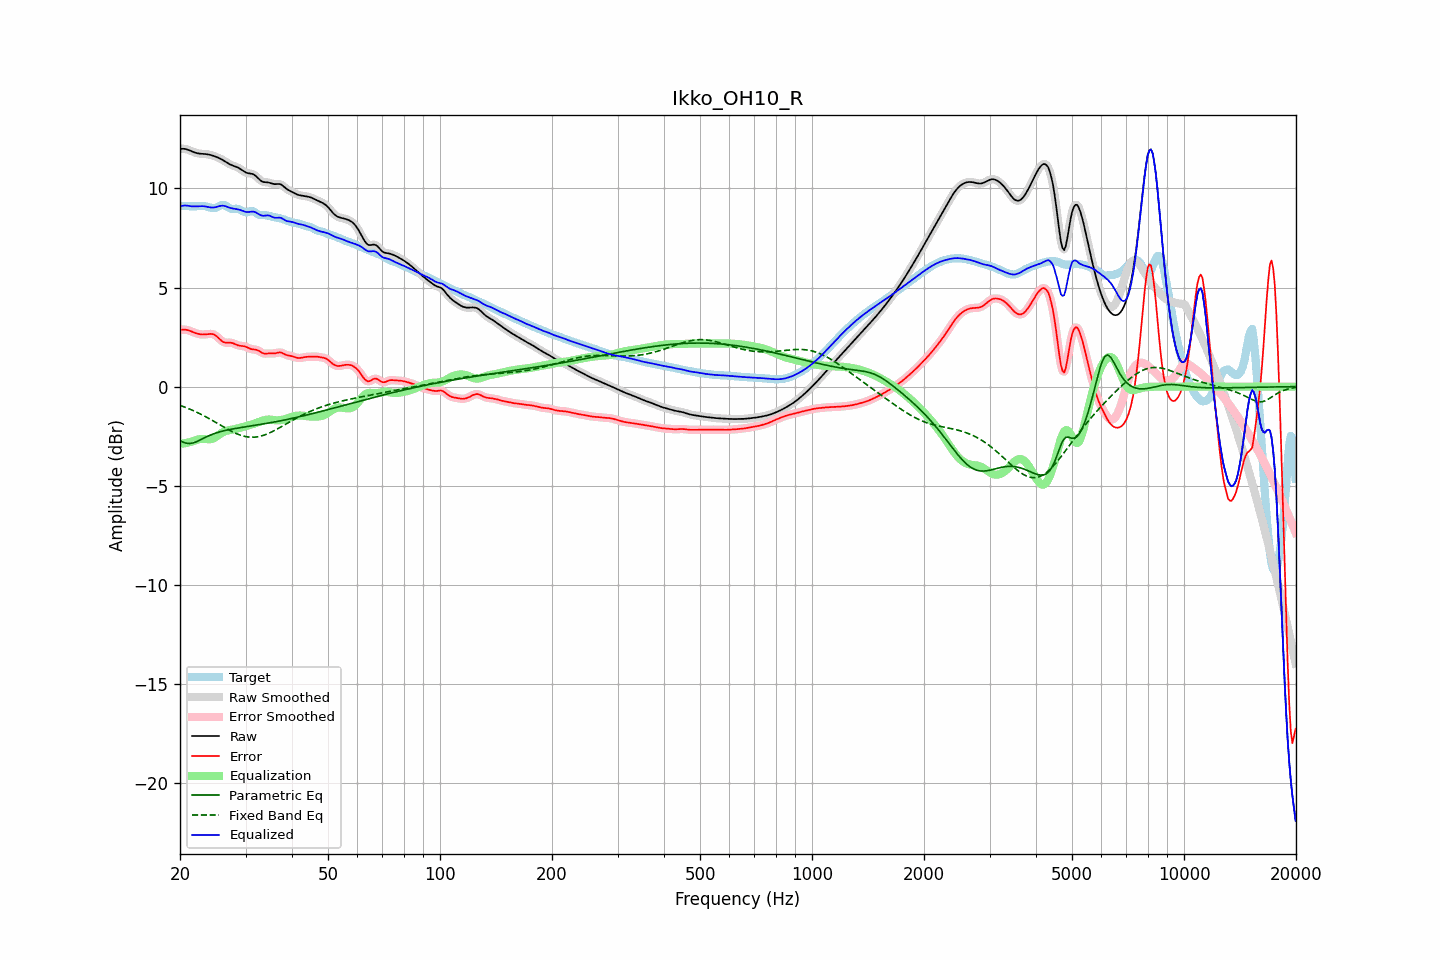 Ikko_OH10_R
Amplitude (dBr)
10
5
0
−5
−10
−15
−20
Target
Raw Smoothed
Error Smoothed
Raw
Error
Equalization
Parametric Eq
Fixed Band Eq
Equalized
20 50 100 200 500 1000 2000 5000 10000 20000
Frequency (Hz)